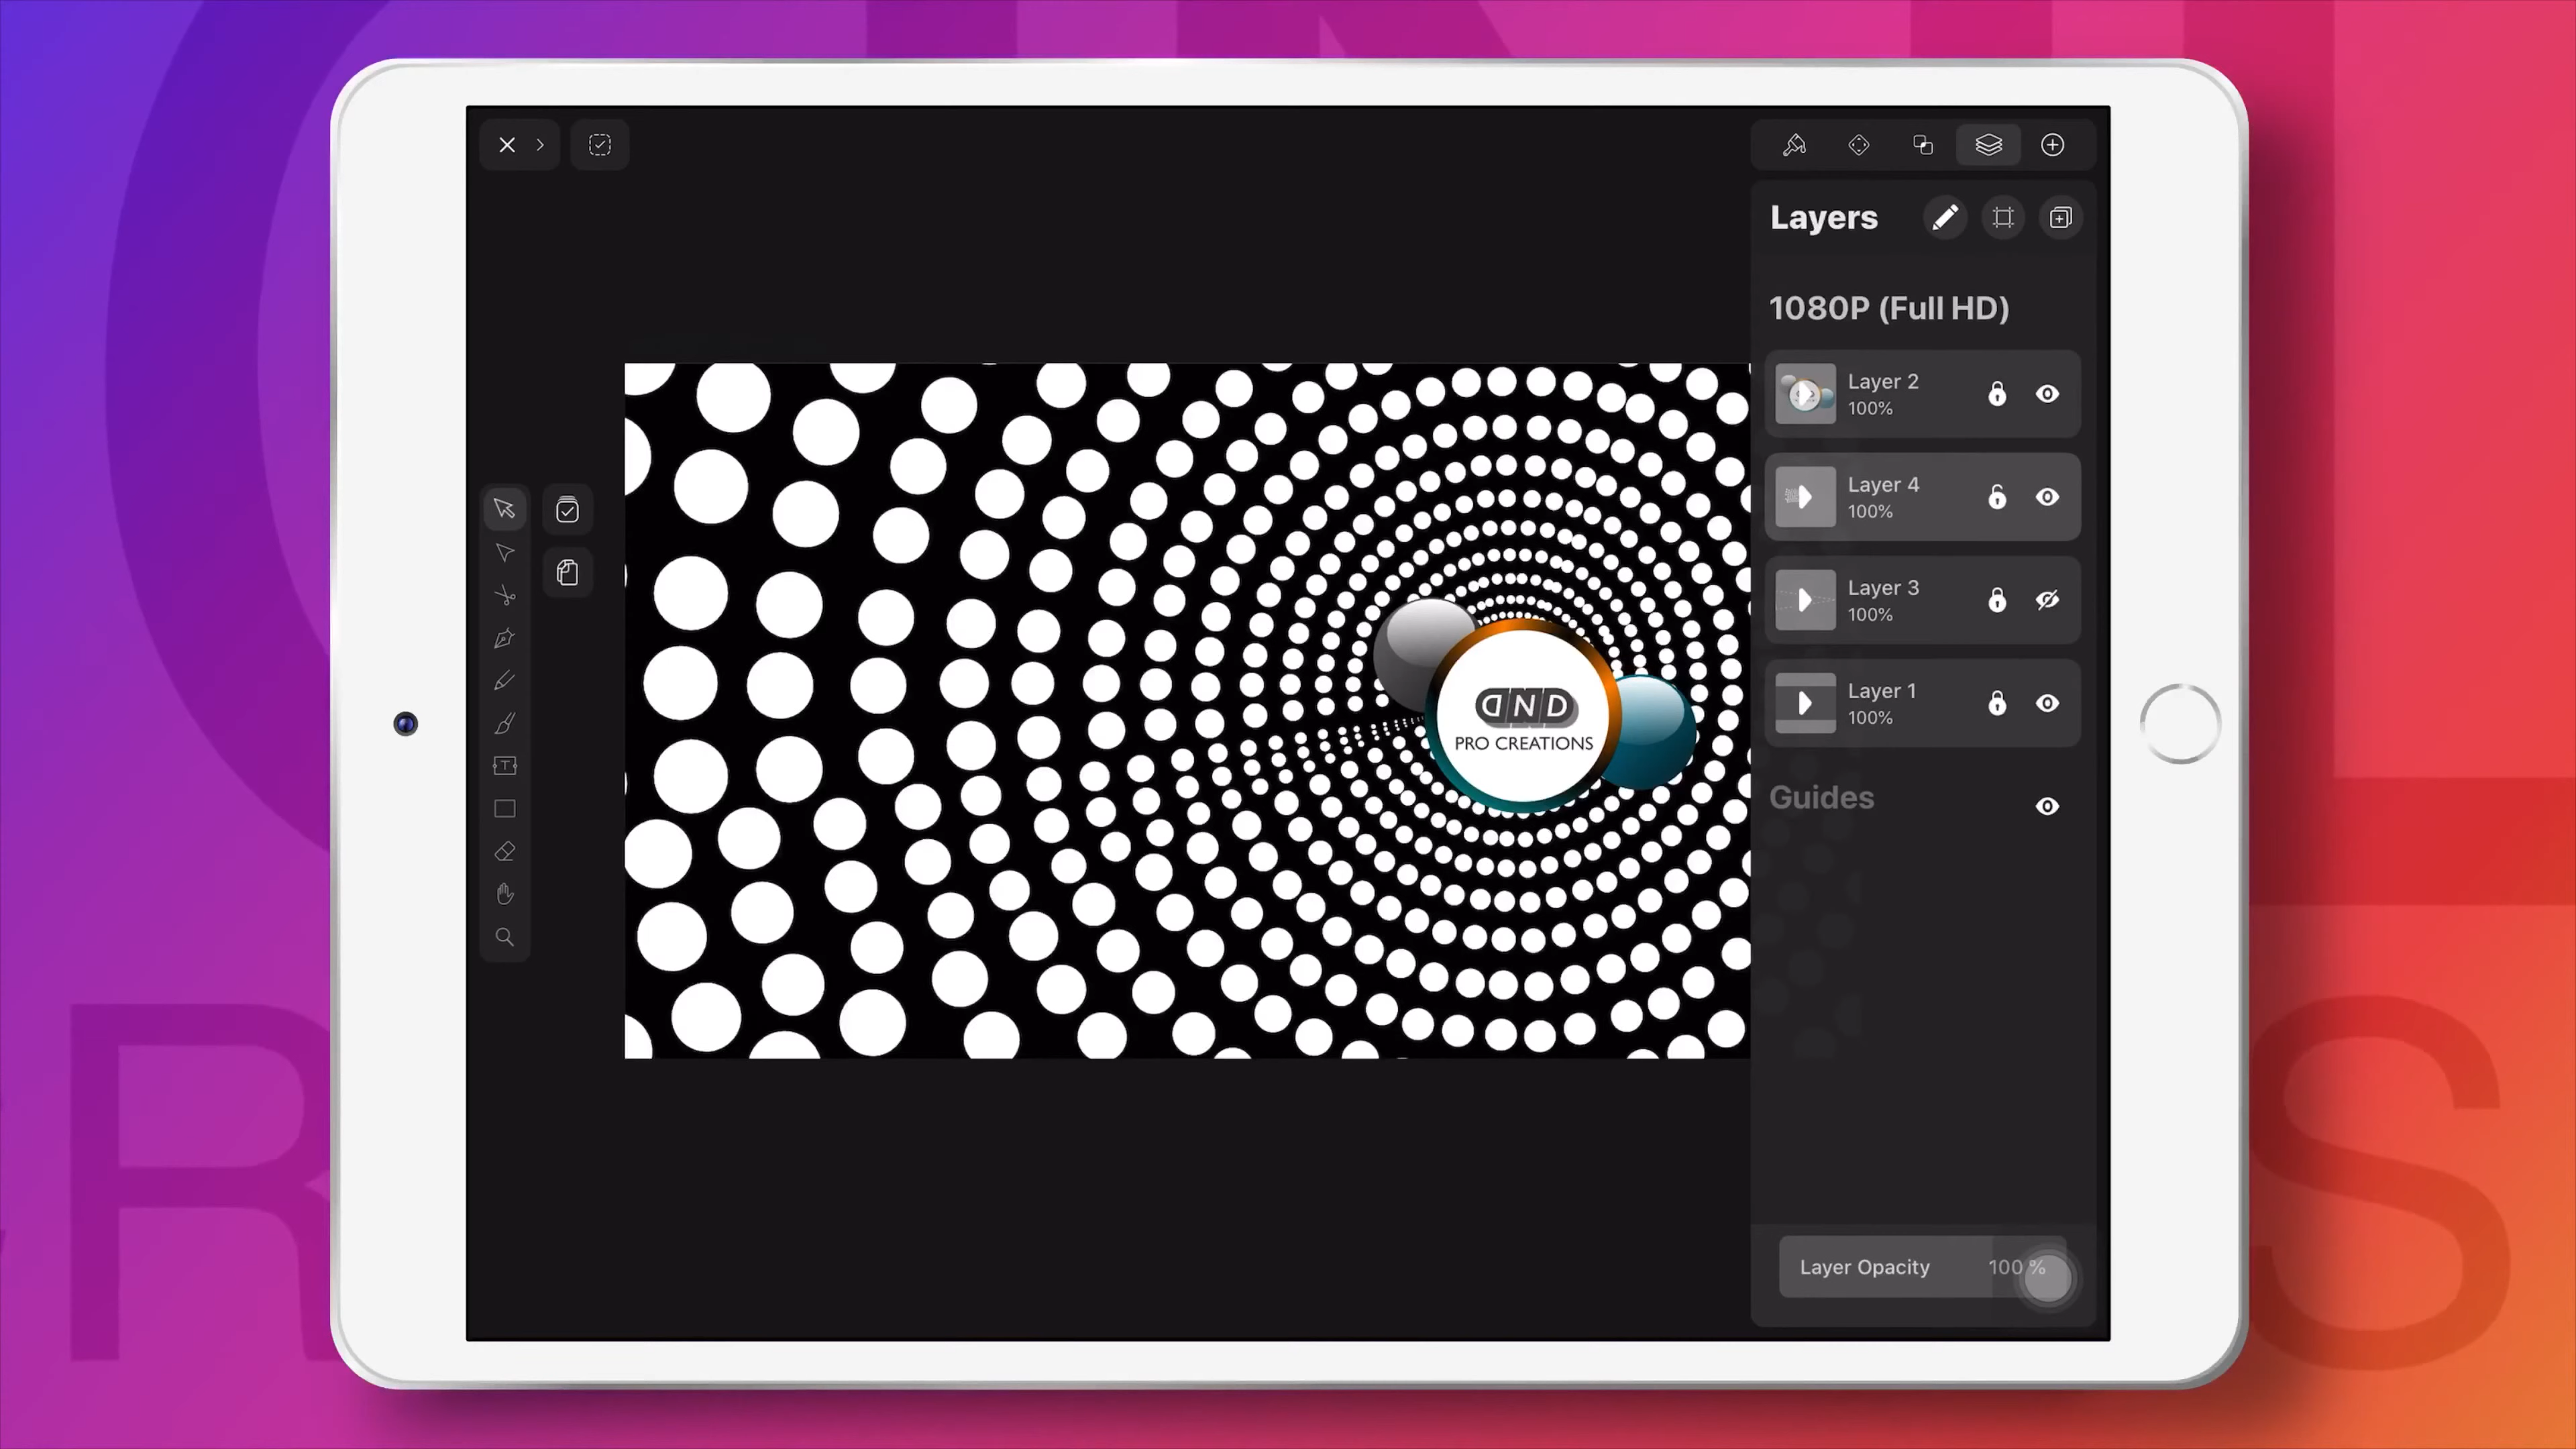 Layers
1080P (Full HD)
Layer 2
100%
Layer 4
100%
Layer 3
100%
Layer 1
100%
Guides
DND
PRO CREATIONS
Layer Opacity 100 %